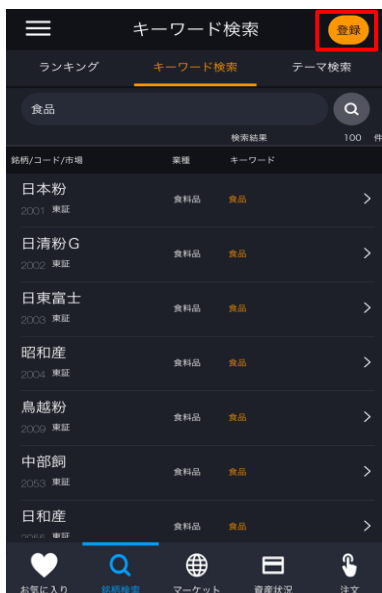 キーワード検索 登録
ランキング キーワード検索 テーマ検索
食品
検索結果 100 件
銘柄/コード/市場 業種 キーワード
日本粉
2001 東証 食料品 食品
日清粉G
2002 東証 食料品 食品
日東富士
2003 東証 食料品 食品
昭和産
2004 東証 食料品 食品
鳥越粉
2009 東証 食料品 食品
中部飼
2053 東証 食料品 食品
日和産
東証 食料品 食品
お気に入り 銘柄検索 マーケット 資産状況 注文